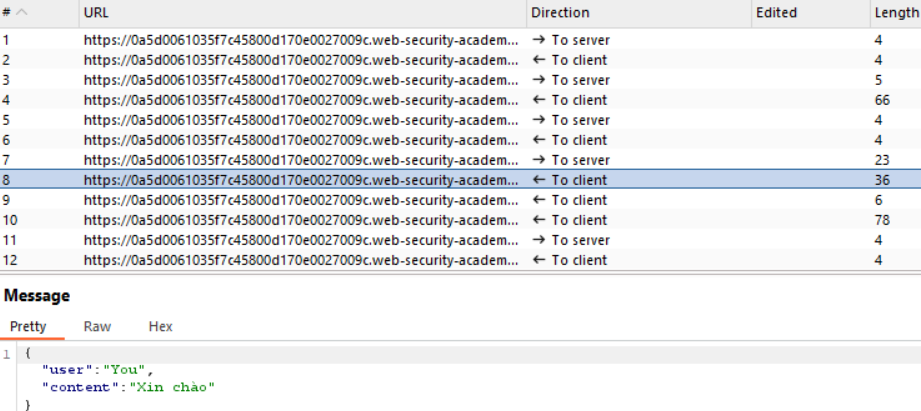 # URL Direction Edited Length
1 https://0a5d0061035f7c45800d170e0027009c.web-security-academ... → To server 4
2 https://0a5d0061035f7c45800d170e0027009c.web-security-academ... ← To client 4
3 https://0a5d0061035f7c45800d170e0027009c.web-security-academ... → To server 5
4 https://0a5d0061035f7c45800d170e0027009c.web-security-academ... ← To client 66
5 https://0a5d0061035f7c45800d170e0027009c.web-security-academ... → To server 4
6 https://0a5d0061035f7c45800d170e0027009c.web-security-academ... ← To client 4
7 https://0a5d0061035f7c45800d170e0027009c.web-security-academ... → To server 23
8 https://0a5d0061035f7c45800d170e0027009c.web-security-academ... ← To client 36
9 https://0a5d0061035f7c45800d170e0027009c.web-security-academ... ← To client 6
10 https://0a5d0061035f7c45800d170e0027009c.web-security-academ... ← To client 78
11 https://0a5d0061035f7c45800d170e0027009c.web-security-academ... → To server 4
12 https://0a5d0061035f7c45800d170e0027009c.web-security-academ... ← To client 4
Message
Pretty Raw Hex
1 {
"user":"You",
"content":"Xin chào"
}